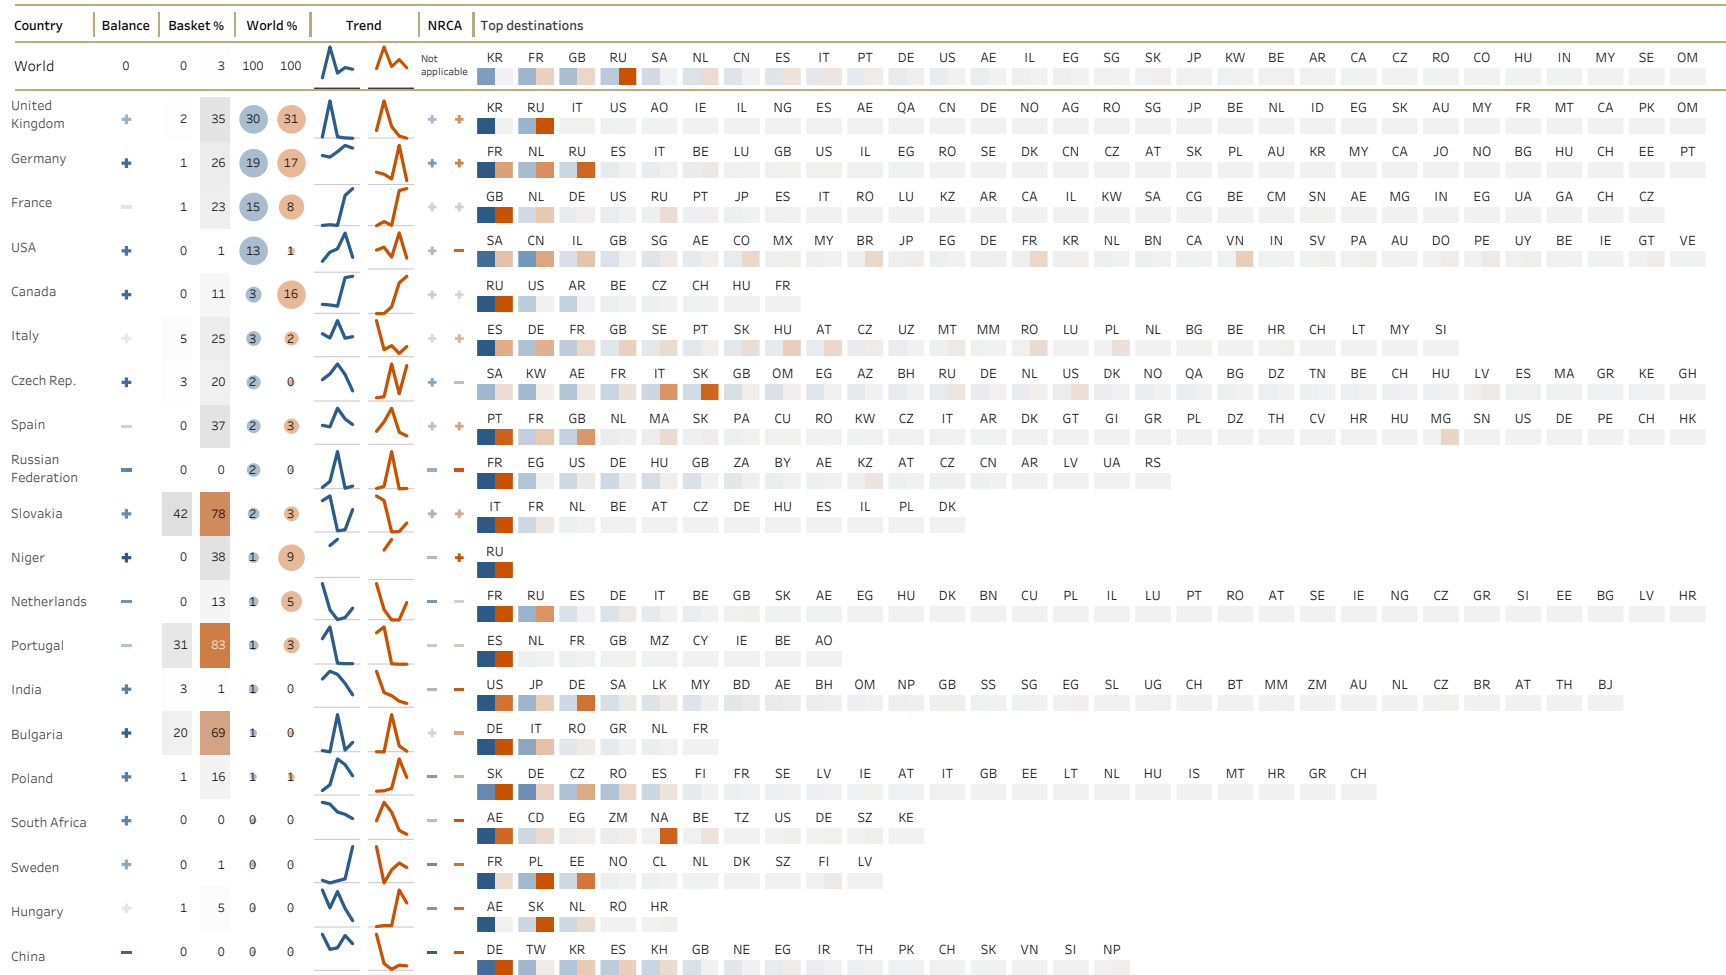 Country Balance Basket % World % Trend NRCA Top destinations
World 0 0 3 100 100 Not applicable KR FR GB RU SA NL CN ES IT PT DE US AE IL EG SG SK JP KW BE AR CA CZ RO CO HU IN MY SE OM
United Kingdom + 2 35 30 31 + + KR RU IT US AO IE IL NG ES AE QA CN DE NO AG RO SG JP BE NL ID EG SK AU MY FR MT CA PK OM
Germany + 1 26 19 17 + + FR NL RU ES IT BE LU GB US IL EG RO SE DK CN CZ AT SK PL AU KR MY CA JO NO BG HU CH EE PT
France − 1 23 15 8 + + GB NL DE US RU PT JP ES IT RO LU KZ AR CA IL KW SA CG BE CM SN AE MG IN EG UA GA CH CZ
USA + 0 1 13 1 + − SA CN IL GB SG AE CO MX MY BR JP EG DE FR KR NL BN CA VN IN SV PA AU DO PE UY BE IE GT VE
Canada + 0 11 3 16 + + RU US AR BE CZ CH HU FR
Italy + 5 25 3 2 + + ES DE FR GB SE PT SK HU AT CZ UZ MT MM RO LU PL NL BG BE HR CH LT MY SI
Czech Rep. + 3 20 2 0 + − SA KW AE FR IT SK GB OM EG AZ BH RU DE NL US DK NO QA BG DZ TN BE CH HU LV ES MA GR KE GH
Spain − 0 37 2 3 + + PT FR GB NL MA SK PA CU RO KW CZ IT AR DK GT GI GR PL DZ TH CV HR HU MG SN US DE PE CH HK
Russian Federation − 0 0 2 0 − − FR EG US DE HU GB ZA BY AE KZ AT CZ CN AR LV UA RS
Slovakia + 42 78 2 3 + + IT FR NL BE AT CZ DE HU ES IL PL DK
Niger + 0 38 1 9 − + RU
Netherlands − 0 13 1 5 − − FR RU ES DE IT BE GB SK AE EG HU DK BN CU PL IL LU PT RO AT SE IE NG CZ GR SI EE BG LV HR
Portugal − 31 83 1 3 − − ES NL FR GB MZ CY IE BE AO
India + 3 1 1 0 − − US JP DE SA LK MY BD AE BH OM NP GB SS SG EG SL UG CH BT MM ZM AU NL CZ BR AT TH BJ
Bulgaria + 20 69 1 0 + − DE IT RO GR NL FR
Poland + 1 16 1 1 − − SK DE CZ RO ES FI FR SE LV IE AT IT GB EE LT NL HU IS MT HR GR CH
South Africa + 0 0 0 0 − − AE CD EG ZM NA BE TZ US DE SZ KE
Sweden + 0 1 0 0 − − FR PL EE NO CL NL DK SZ FI LV
Hungary + 1 5 0 0 − − AE SK NL RO HR
China − 0 0 0 0 − − DE TW KR ES KH GB NE EG IR TH PK CH SK VN SI NP